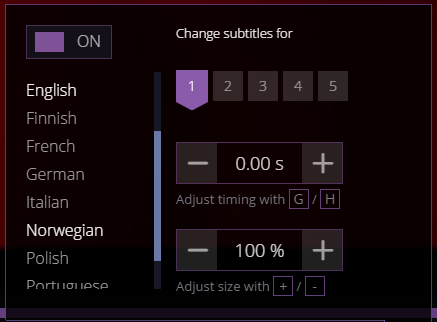 ON
English
Finnish
French
German
Italian
Norwegian
Polish
Portuguese
Change subtitles for
1 2 3 4 5
— 0.00 s +
Adjust timing with G / H
— 100 % +
Adjust size with + / -